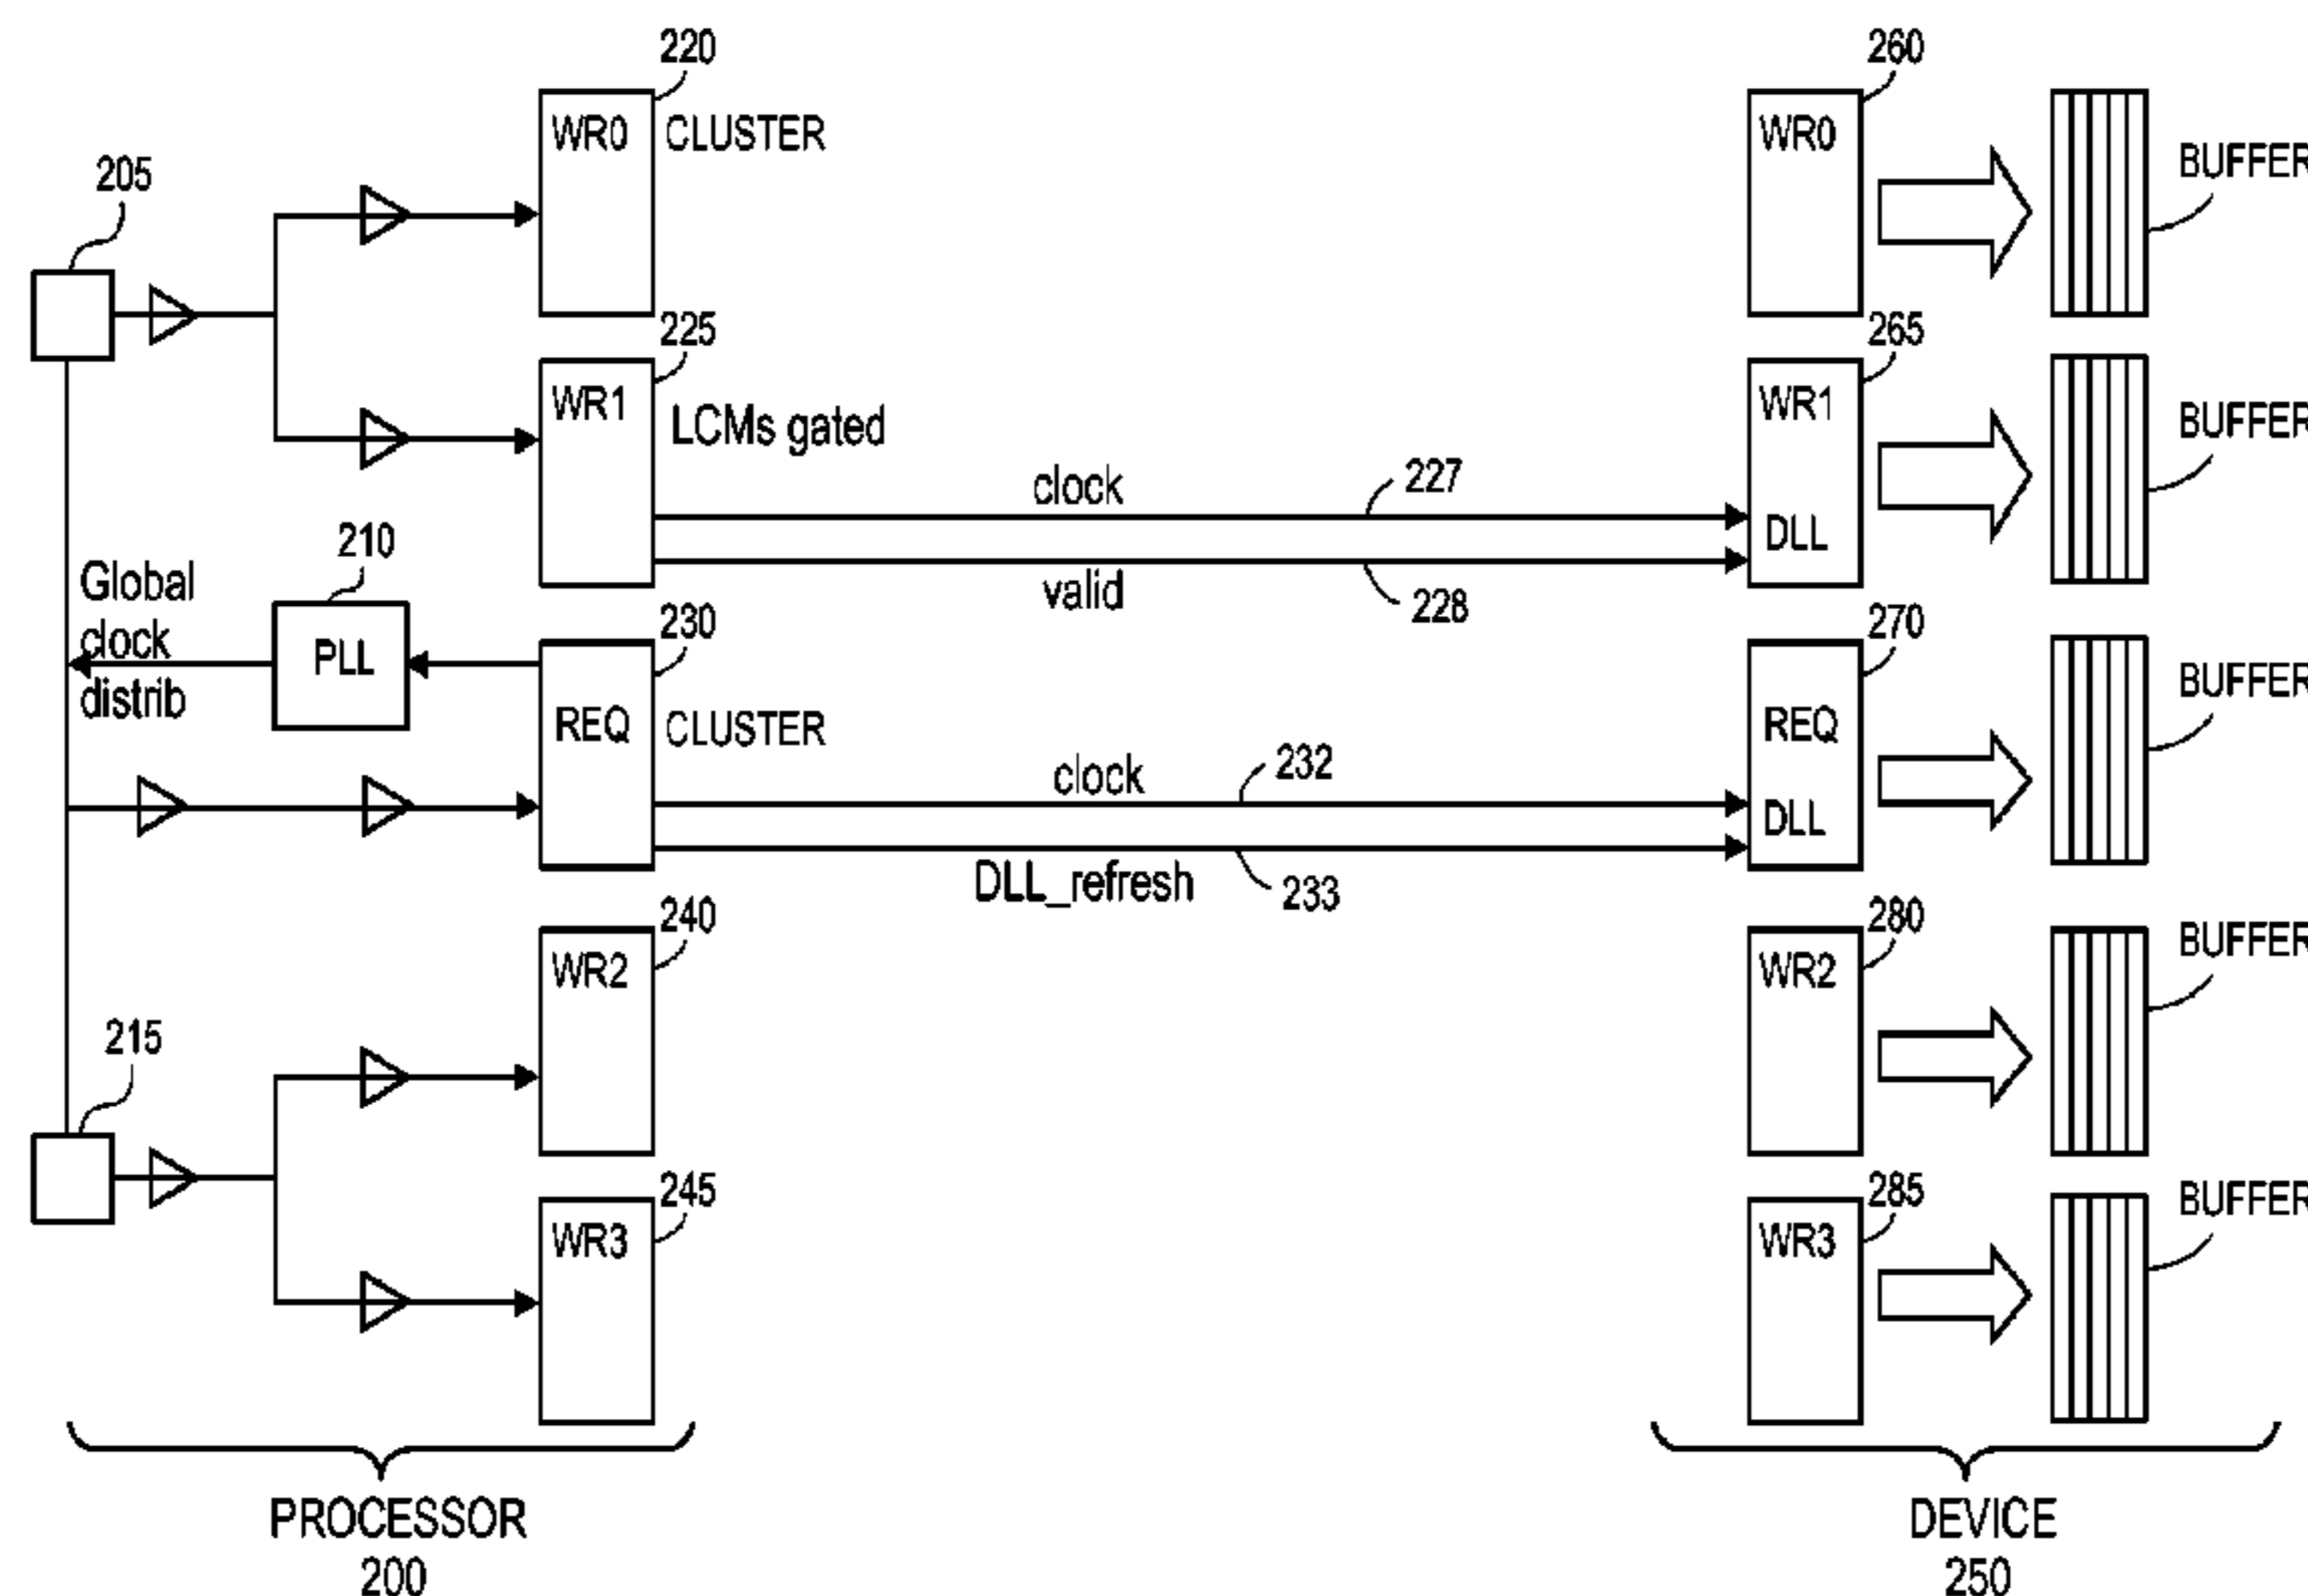 220
260
WR0
CLUSTER
WR0
BUFFER
205
225
265
WR1
LCMs gated
WR1
BUFFER
clock
227
DLL
valid
228
210
Global
clock
distrib
PLL
230
270
REQ
CLUSTER
REQ
BUFFER
clock
232
DLL
DLL_refresh
233
240
280
WR2
WR2
BUFFER
215
245
285
WR3
WR3
BUFFER
PROCESSOR
200
DEVICE
250